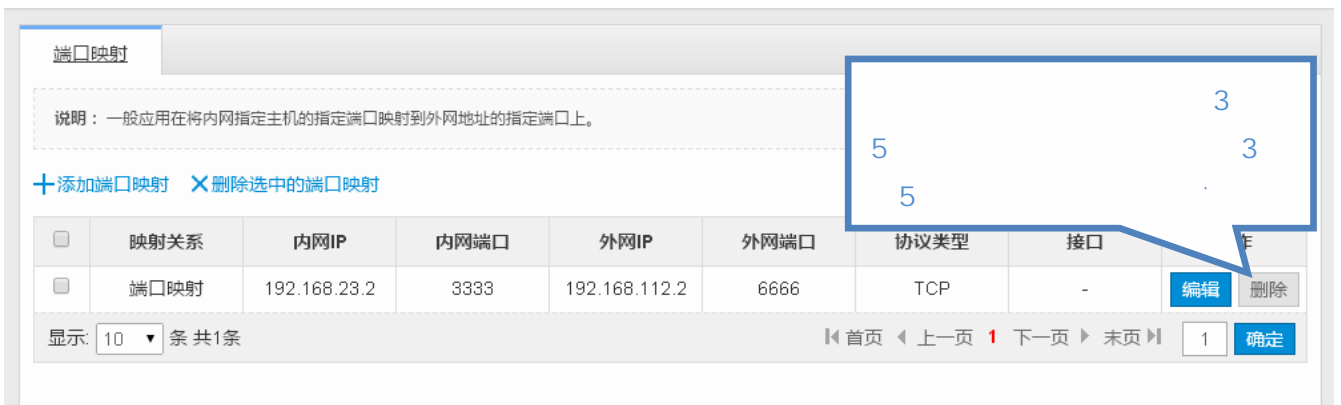 端口映射
说明：一般应用在将内网指定主机的指定端口映射到外网地址的指定端口上。
3
5 3
5 .
添加端口映射 删除选中的端口映射
映射关系 内网IP 内网端口 外网IP 外网端口 协议类型 接口
端口映射 192.168.23.2 3333 192.168.112.2 6666 TCP - 编辑 删除
显示: 10 条 共1条 首页 上一页 1 下一页 末页 1 确定